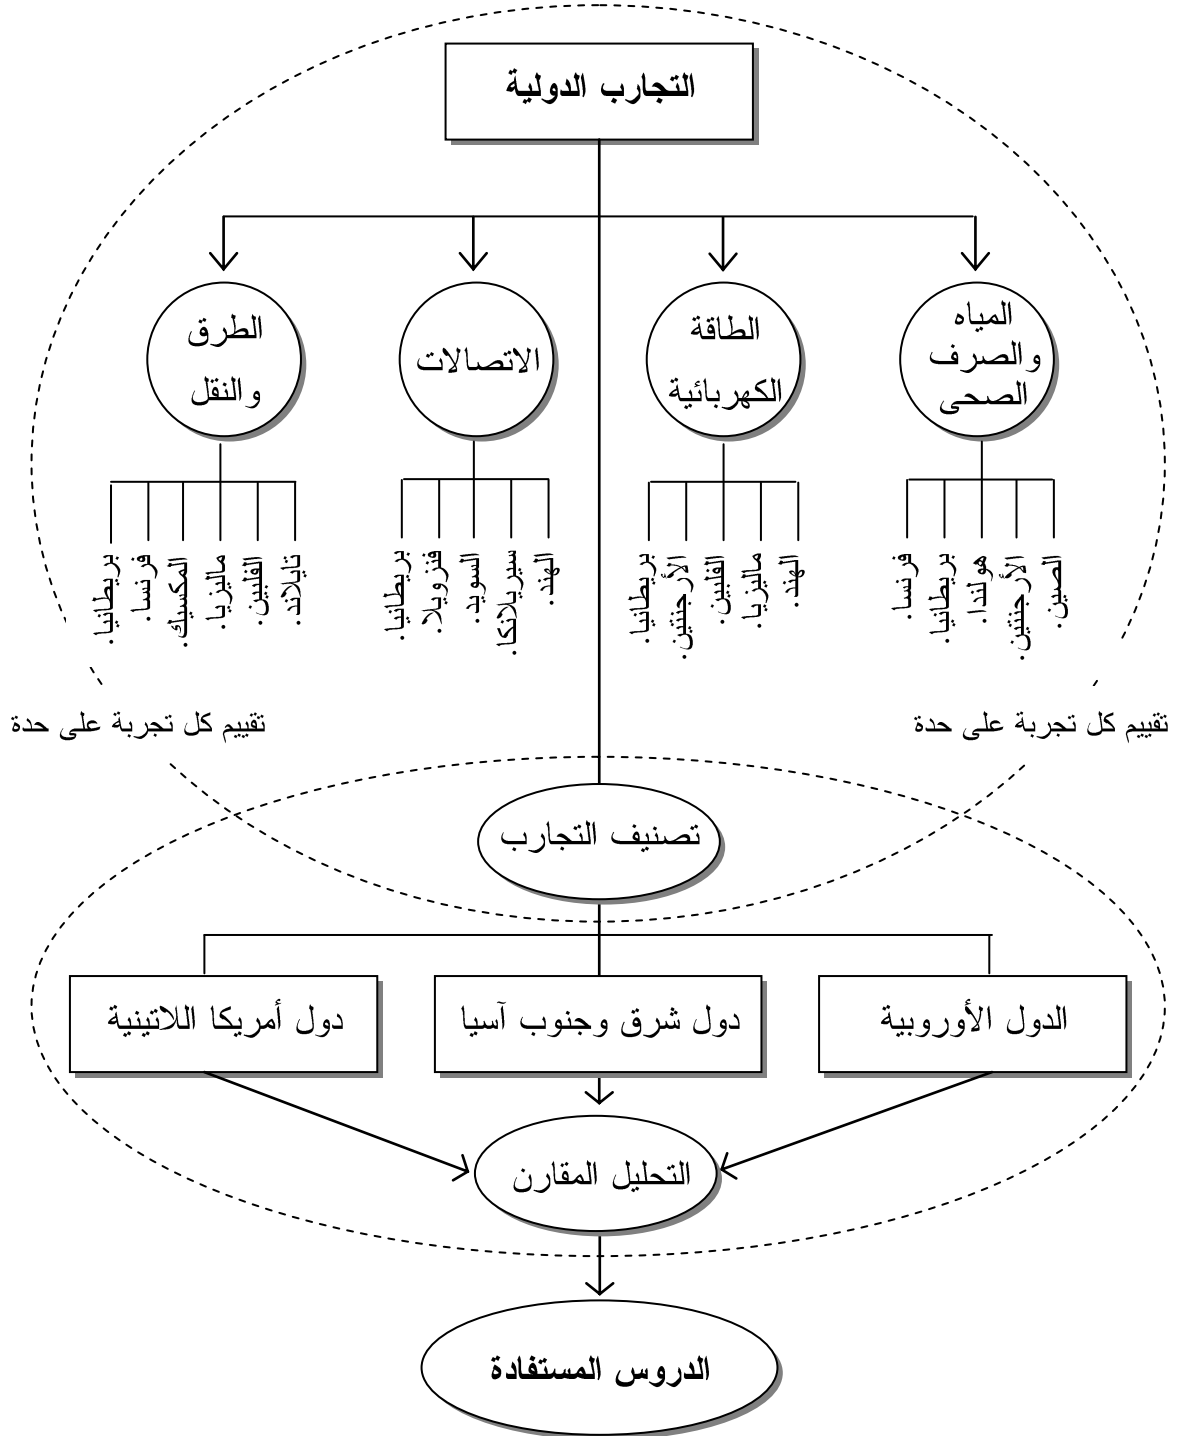 التجارب الدولية
المياه
والصرف
الصحى
الطاقة
الكهربائية
الاتصالات
الطرق
والنقل
الصين.
الأرجنتين.
هولندا.
بريطانيا.
فرنسا.
الهند.
ماليزيا.
الفلبين.
الأرجنتين.
بريطانيا.
الهند.
سيريلانكا.
السويد.
فنزويلا.
بريطانيا.
تايلاند.
الفلبين.
ماليزيا.
المكسيك.
فرنسا.
بريطانيا.
تقييم كل تجربة على حدة
تقييم كل تجربة على حدة
تصنيف التجارب
الدول الأوروبية
دول شرق وجنوب آسيا
دول أمريكا اللاتينية
التحليل المقارن
الدروس المستفادة